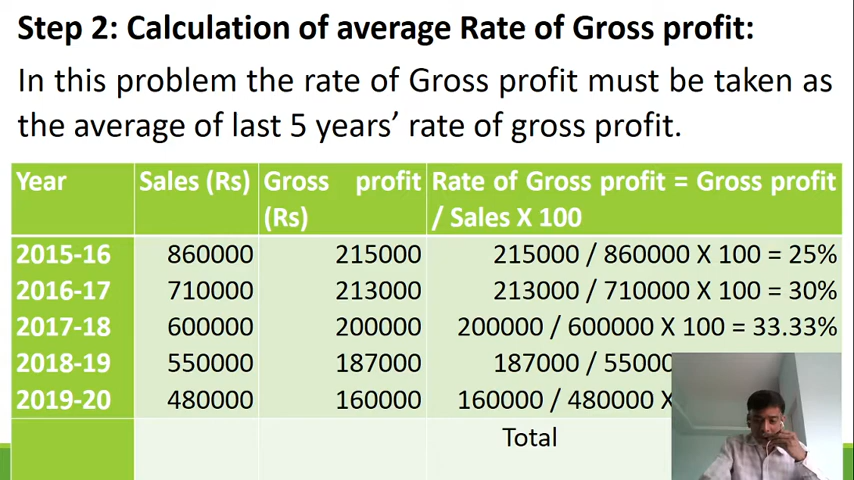 Step 2: Calculation of average Rate of Gross profit:
In this problem the rate of Gross profit must be taken as
the average of last 5 years’ rate of gross profit.
Year Sales (Rs) Gross profit (Rs) Rate of Gross profit = Gross profit / Sales X 100
2015-16 860000 215000 215000 / 860000 X 100 = 25%
2016-17 710000 213000 213000 / 710000 X 100 = 30%
2017-18 600000 200000 200000 / 600000 X 100 = 33.33%
2018-19 550000 187000 187000 /
2019-20 480000 160000 160000 / 480000 X
Total